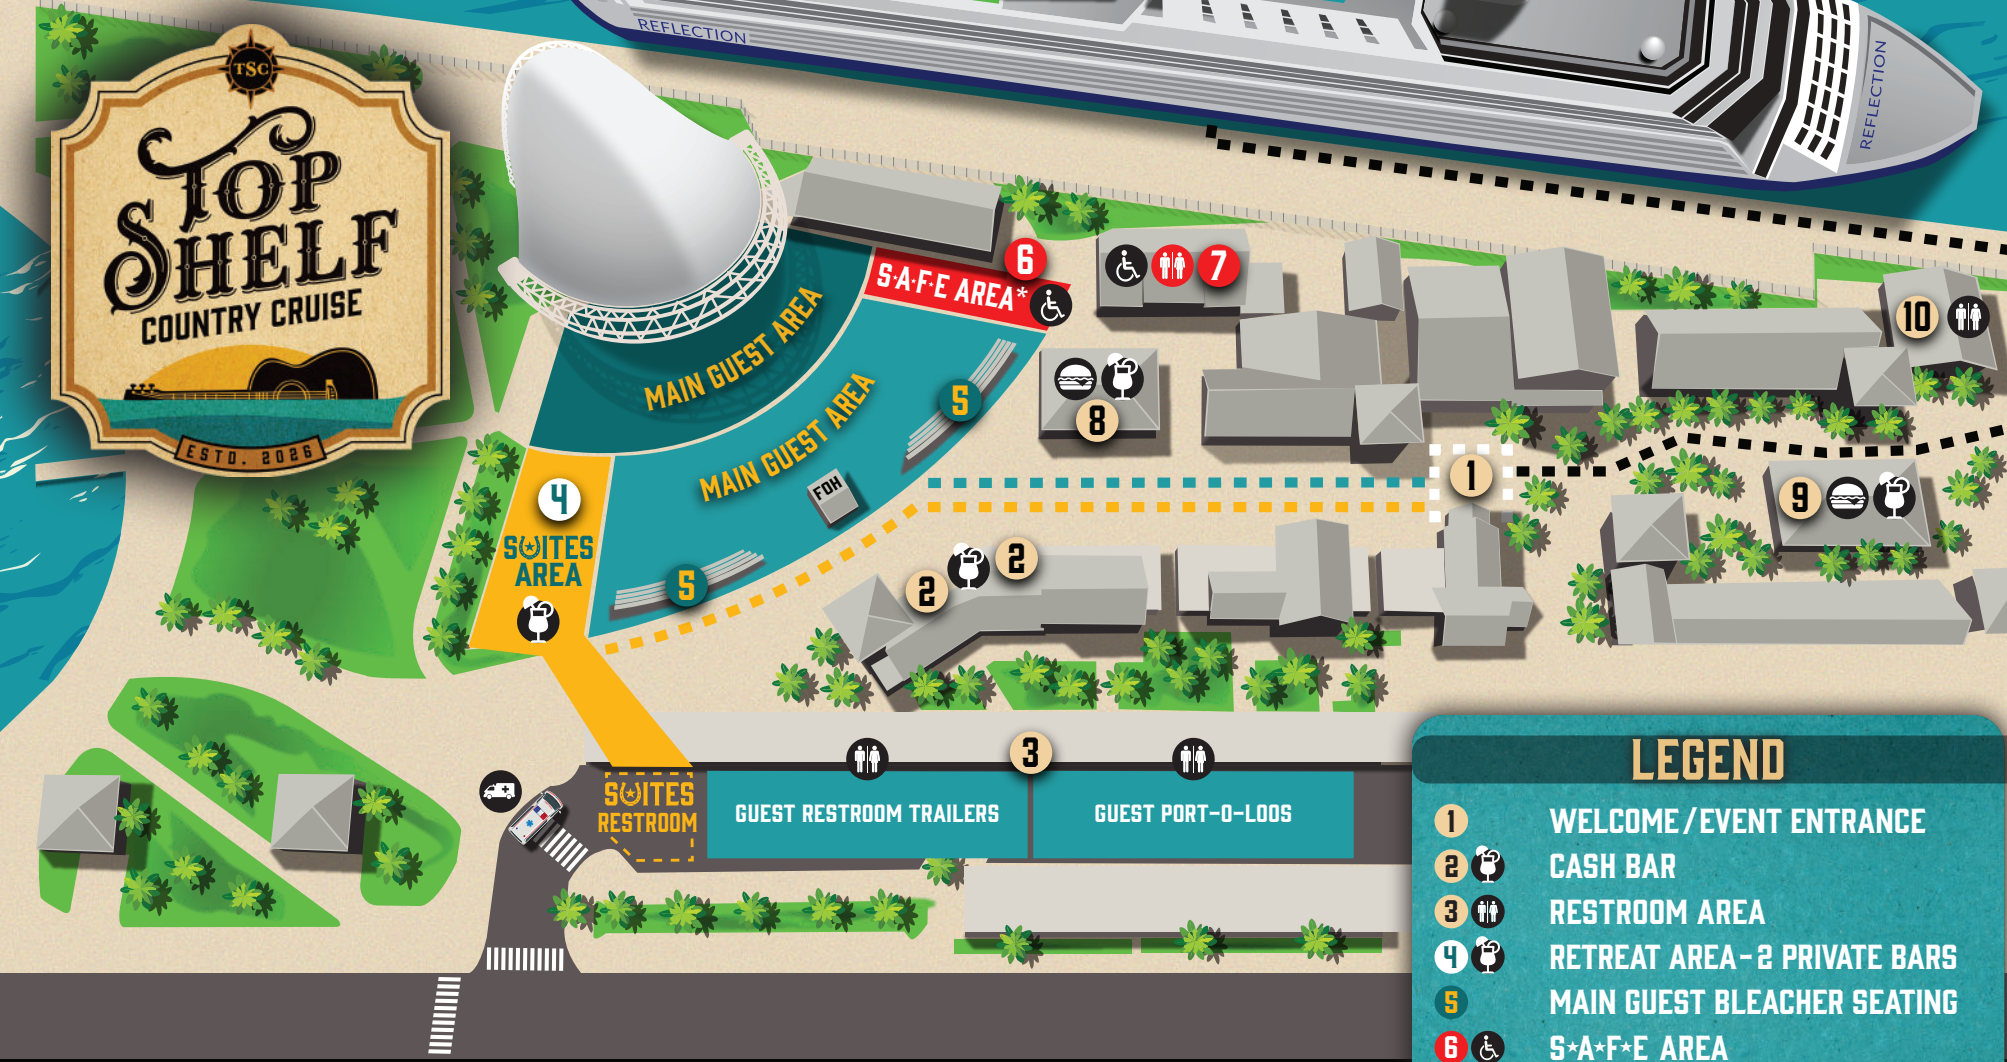 REFLECTION
REFLECTION
REFLECTION
TSC
TOP
SHELF
COUNTRY CRUISE
ESTD. 2026
6
S★A★F★E AREA*
7
10
MAIN GUEST AREA
MAIN GUEST AREA
5
8
1
4
SUITES
AREA
FOH
9
2
2
5
3
SUITES
RESTROOM
GUEST RESTROOM TRAILERS
GUEST PORT-O-LOOS
LEGEND
1 WELCOME/EVENT ENTRANCE
2 CASH BAR
3 RESTROOM AREA
4 RETREAT AREA-2 PRIVATE BARS
5 MAIN GUEST BLEACHER SEATING
6 S★A★F★E AREA